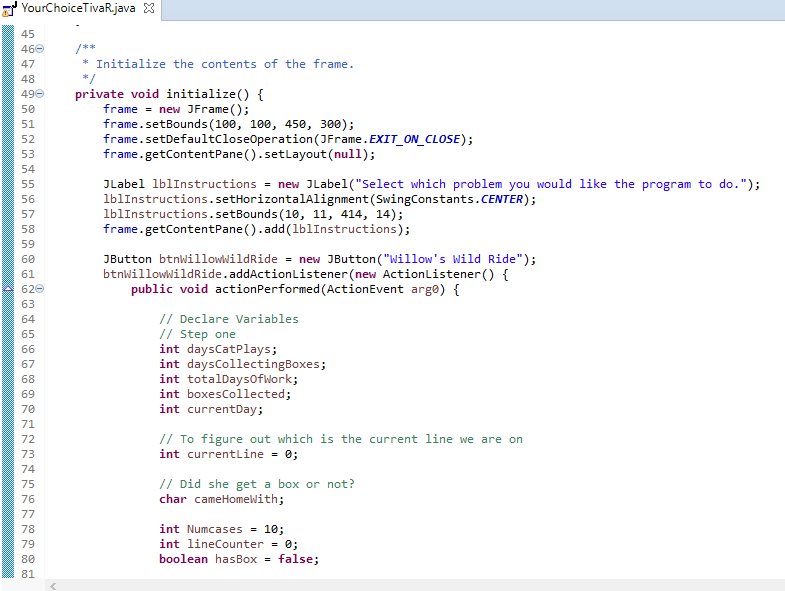 YourChoiceTivaR.java
45
46 /**
47 * Initialize the contents of the frame.
48 */
49 private void initialize() {
50 frame = new JFrame();
51 frame.setBounds(100, 100, 450, 300);
52 frame.setDefaultCloseOperation(JFrame.EXIT_ON_CLOSE);
53 frame.getContentPane().setLayout(null);
54
55 JLabel lblInstructions = new JLabel("Select which problem you would like the program to do.");
56 lblInstructions.setHorizontalAlignment(SwingConstants.CENTER);
57 lblInstructions.setBounds(10, 11, 414, 14);
58 frame.getContentPane().add(lblInstructions);
59
60 JButton btnWillowWildRide = new JButton("Willow's Wild Ride");
61 btnWillowWildRide.addActionListener(new ActionListener() {
62 public void actionPerformed(ActionEvent arg0) {
63
64 // Declare Variables
65 // Step one
66 int daysCatPlays;
67 int daysCollectingBoxes;
68 int totalDaysOfWork;
69 int boxesCollected;
70 int currentDay;
71
72 // To figure out which is the current line we are on
73 int currentLine = 0;
74
75 // Did she get a box or not?
76 char cameHomeWith;
77
78 int Numcases = 10;
79 int lineCounter = 0;
80 boolean hasBox = false;
81